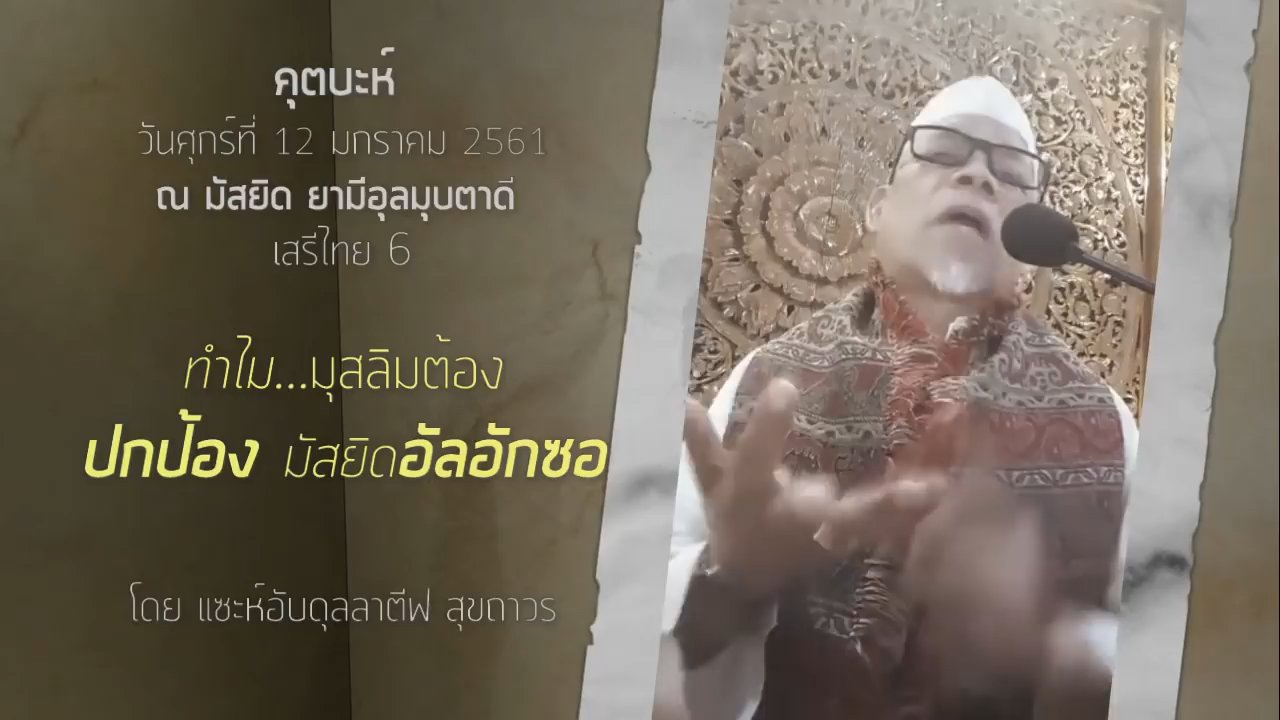 คุตบะห์
วันศุกร์ที่ 12 มกราคม 2561
ณ มัสยิด ยามีอุลมุบตาดี
เสรีไทย 6
ทำไม...มุสลิมต้อง
ปกป้อง มัสยิดอัลอักซอ
โดย แซะห์อับดุลลาตีฟ สุขถาวร